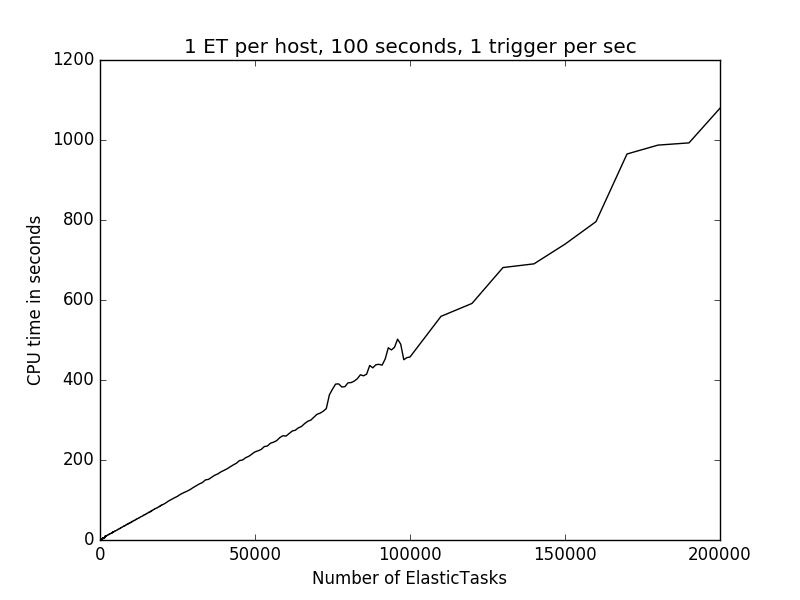 1 ET per host, 100 seconds, 1 trigger per sec
1200
1000
800
600
400
200
0
CPU time in seconds
0 50000 100000 150000 200000
Number of ElasticTasks